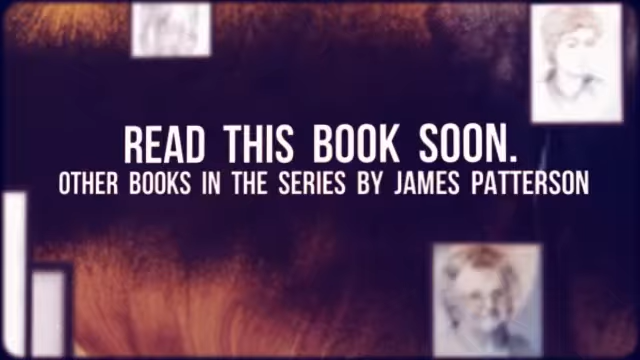 READ THIS BOOK SOON.
OTHER BOOKS IN THE SERIES BY JAMES PATTERSON